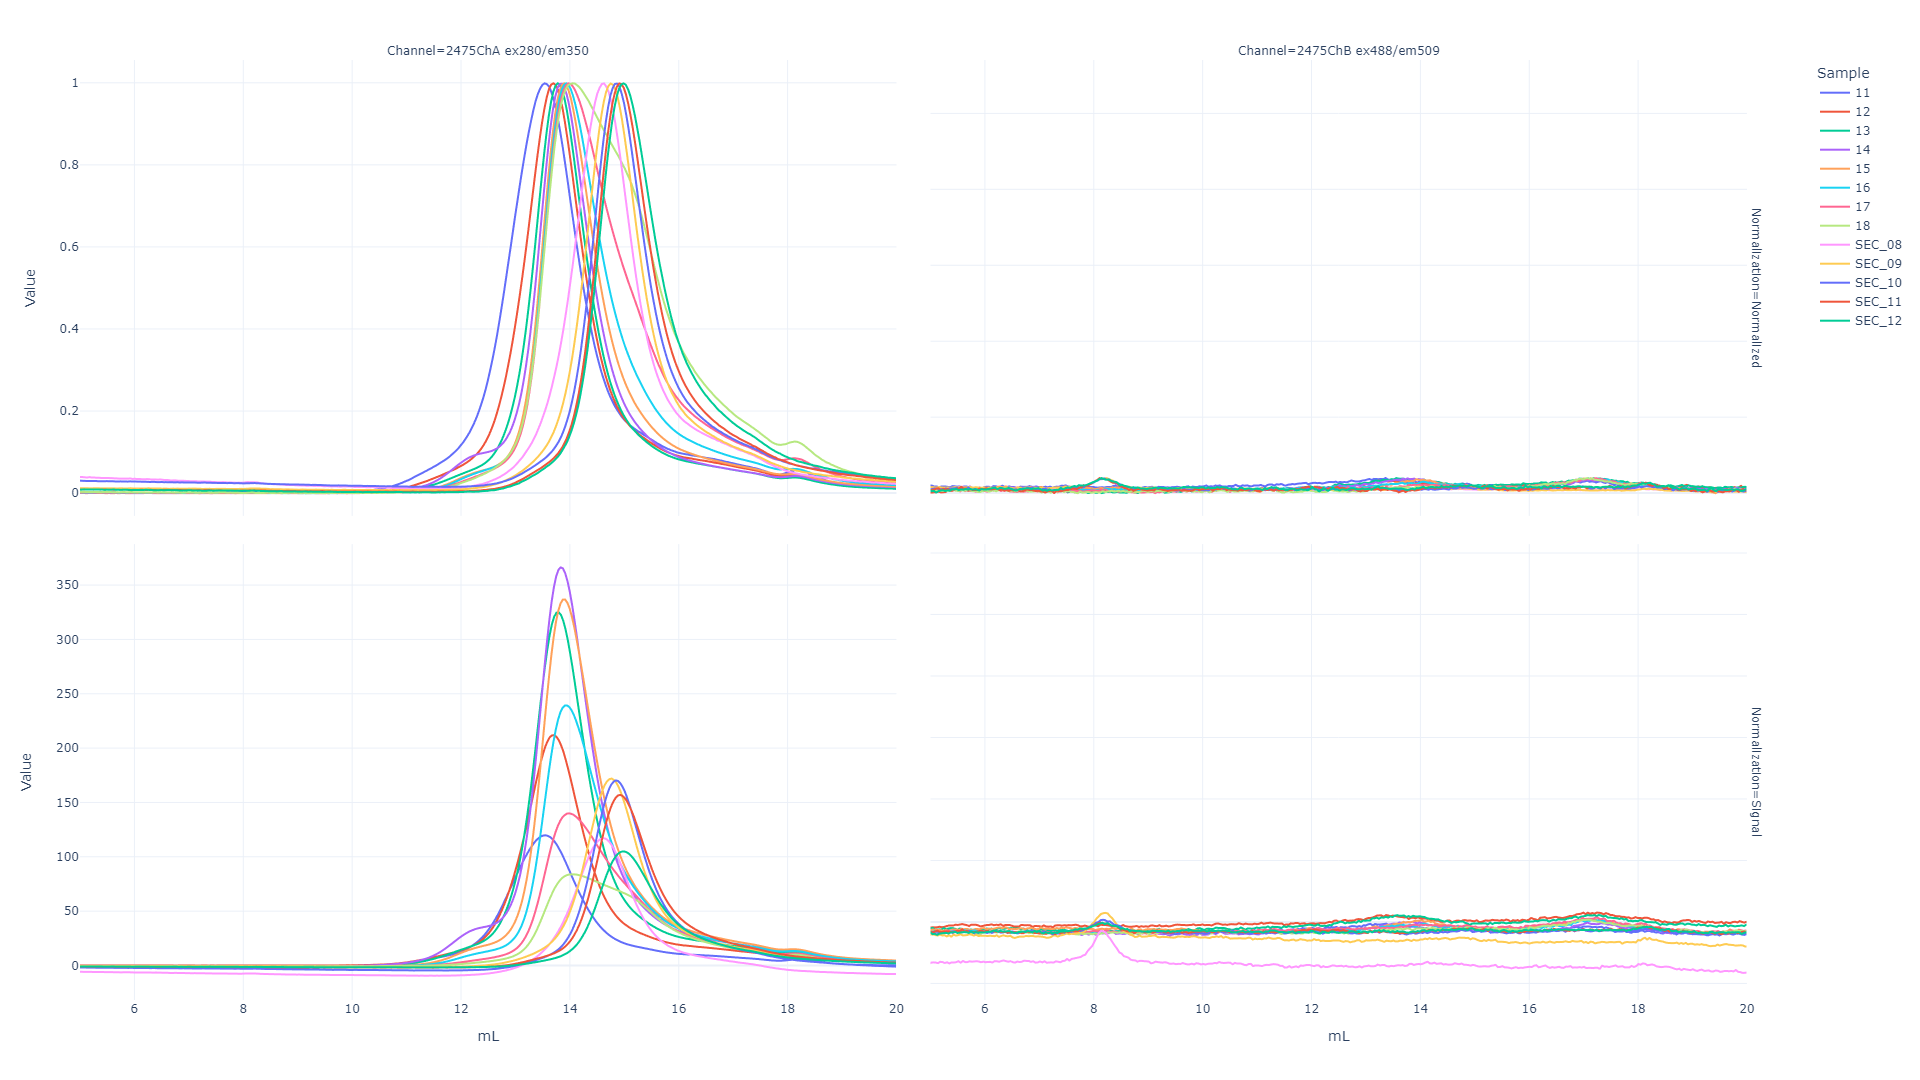 Channel=2475ChA ex280/em350
Channel=2475ChB ex488/em509
Sample
11
12
13
14
15
16
17
18
SEC_08
SEC_09
SEC_10
SEC_11
SEC_12
1
0.8
0.6
0.4
0.2
0
Value
Normalization=Normalized
350
300
250
200
150
100
50
0
Value
Normalization=Signal
6 8 10 12 14 16 18 20
6 8 10 12 14 16 18 20
mL
mL